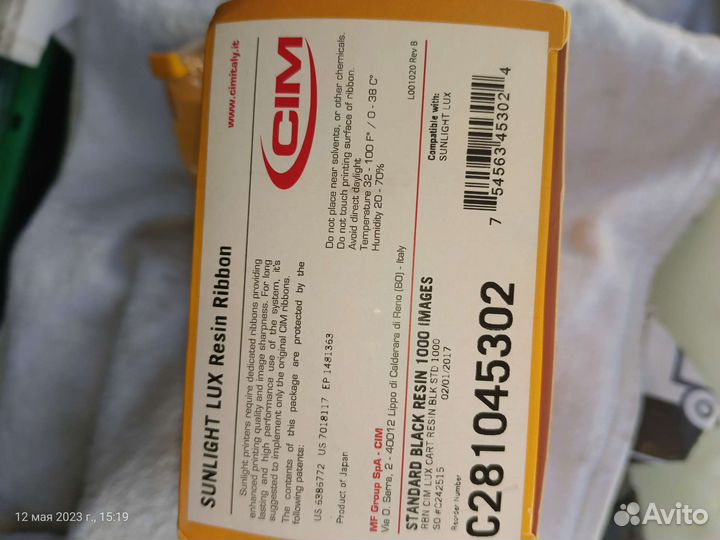 SUNLIGHT LUX Resin Ribbon
Sunlight printers require dedicated ribbons providing
enhanced printing quality and image sharpness. For long
lasting and high performance use of the system, it's
suggested to implement only the original CIM ribbons.
The contents of this package are protected by the
following patents:
US 5386772 US 7018117 EP 1481363
Product of Japan
www.cimitaly.it
CIM
Do not place near solvents, or other chemicals.
Do not touch printing surface of ribbon.
Avoid direct daylight
Temperature 32 - 100 F° / 0 - 38 C°
Humidity 20 - 70%
MF Group SpA - CIM
Via D. Serra, 2 - 40012 Lippo di Calderara di Reno (BO) - Italy
L001020 Rev B
STANDARD BLACK RESIN 1000 IMAGES
RBN CIM LUX CART RESIN BLK STD 1000
SO #C242515 02/01/2017
Reorder Number
C281045302
Compatible with:
SUNLIGHT LUX
7 54563 45302 4
12 мая 2023 г., 15:19
Avito